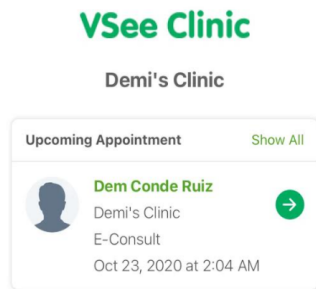 VSee Clinic
Demi's Clinic
Upcoming Appointment Show All
Dem Conde Ruiz
Demi's Clinic
E-Consult
Oct 23, 2020 at 2:04 AM